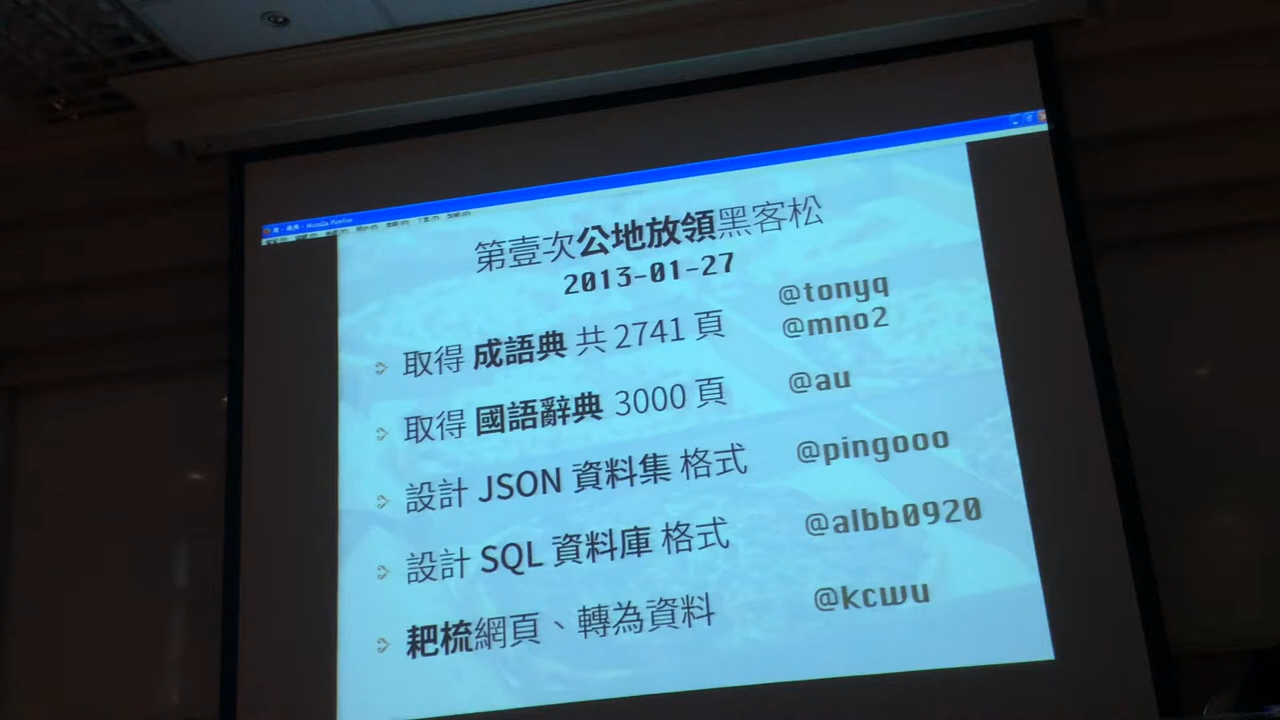 Mozilla Firefox
第壹次公地放領黑客松
2013-01-27
取得 成語典 共 2741 頁 @tonyq
@mno2
取得 國語辭典 3000 頁 @au
設計 JSON 資料集 格式 @pingooo
設計 SQL 資料庫 格式 @albb0920
耙梳網頁、轉為資料 @kcwu